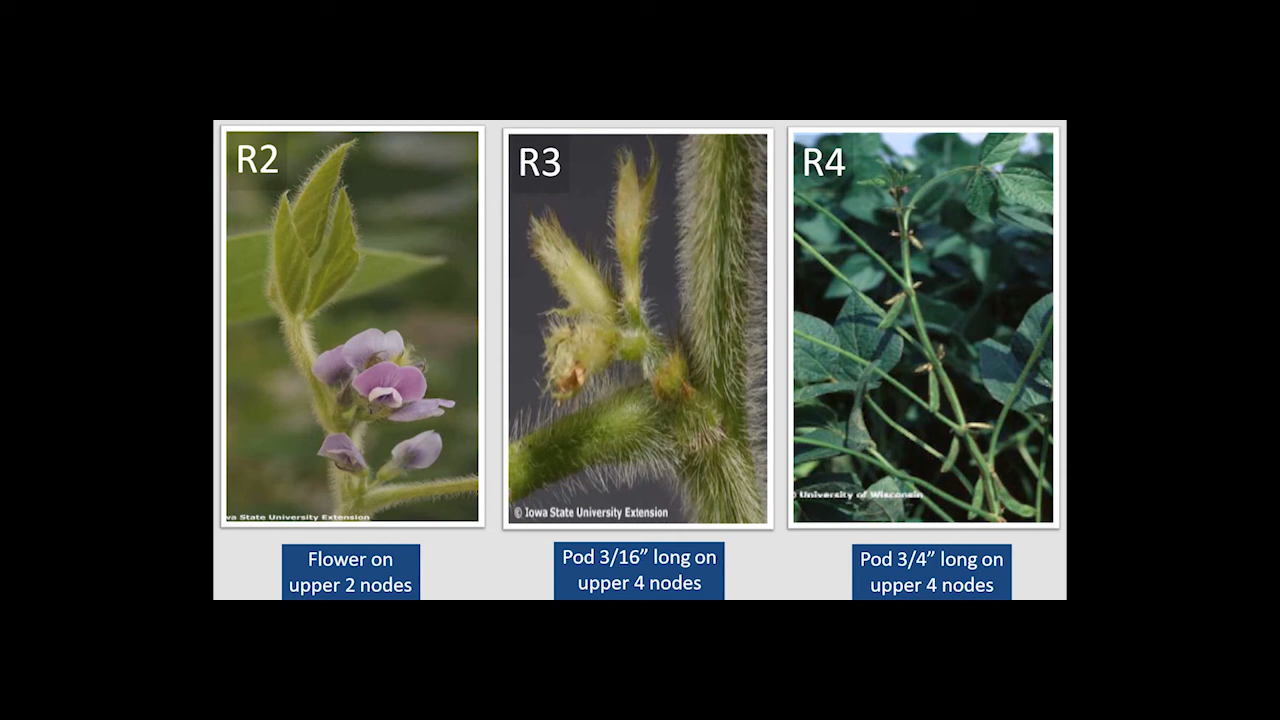 R2
R3
R4
va State University Extension
© Iowa State University Extension
University of Wisconsin
Flower on
upper 2 nodes
Pod 3/16” long on
upper 4 nodes
Pod 3/4” long on
upper 4 nodes